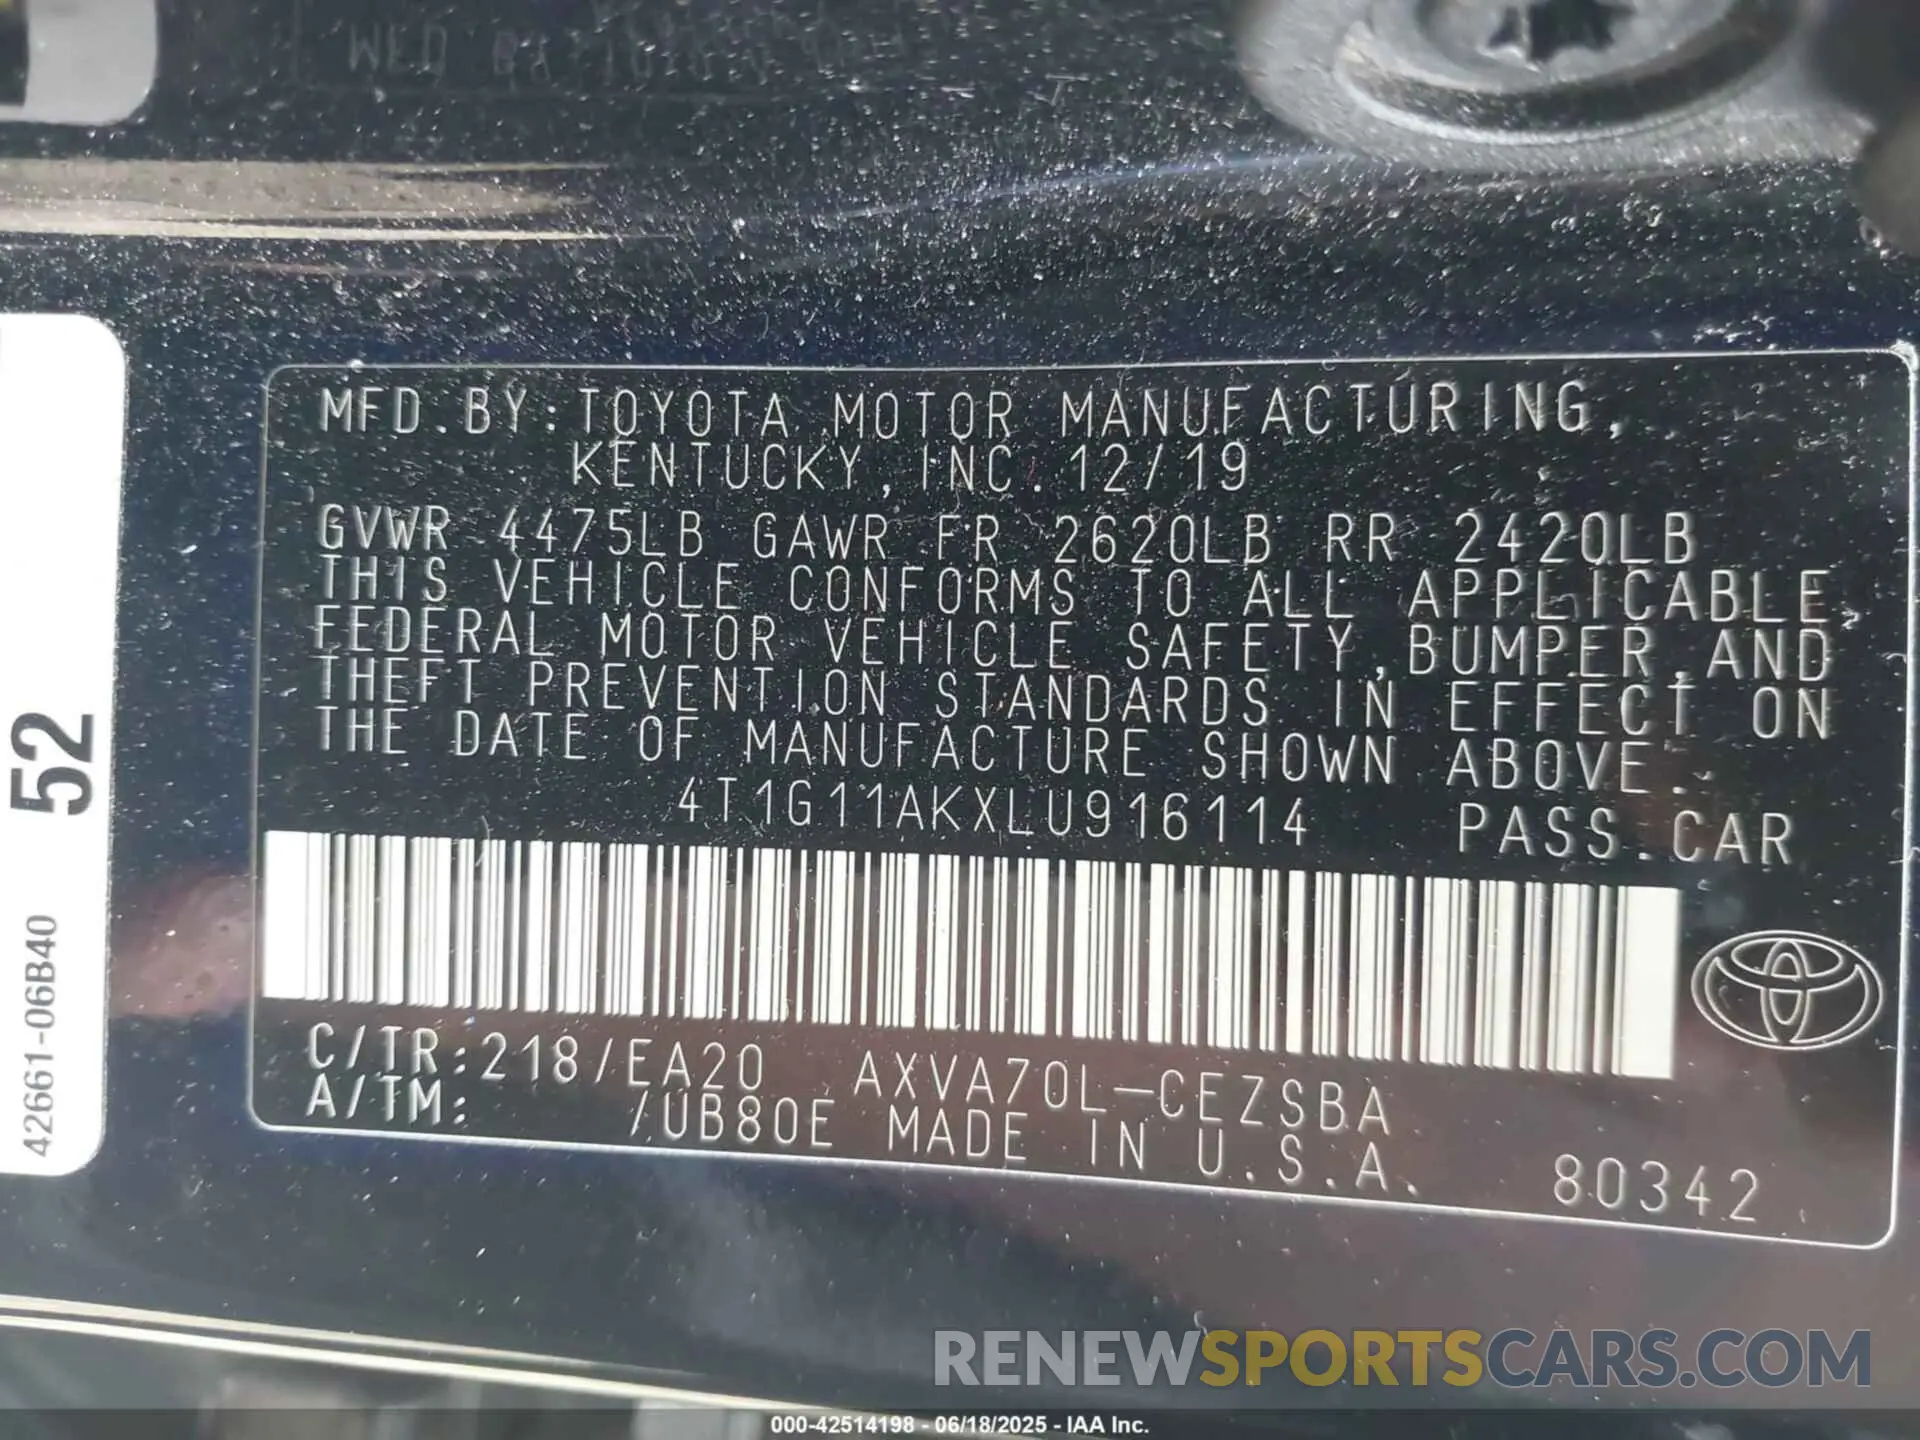 MFD.BY:TOYOTA MOTOR MANUFACTURING,
KENTUCKY,INC.12/19
GVWR 4475LB GAWR FR 2620LB RR 2420LB
THIS VEHICLE CONFORMS TO ALL APPLICABLE
FEDERAL MOTOR VEHICLE SAFETY,BUMPER,AND
THEFT PREVENTION STANDARDS IN EFFECT ON
THE DATE OF MANUFACTURE SHOWN ABOVE.
4T1G11AKXLU916114 PASS.CAR
C/TR:218/EA20 AXVA70L-CEZSBA
A/TM: /UB80E MADE IN U.S.A.
80342
52
42661-06B40
RENEWSPORTSCARS.COM
000-42514198 - 06/18/2025 - IAA Inc.